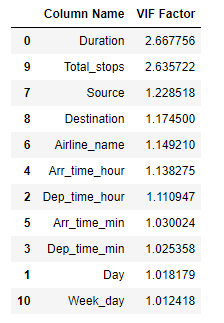 Column Name VIF Factor
0 Duration 2.667756
9 Total_stops 2.635722
7 Source 1.228518
8 Destination 1.174500
6 Airline_name 1.149210
4 Arr_time_hour 1.138275
2 Dep_time_hour 1.110947
5 Arr_time_min 1.030024
3 Dep_time_min 1.025358
1 Day 1.018179
10 Week_day 1.012418